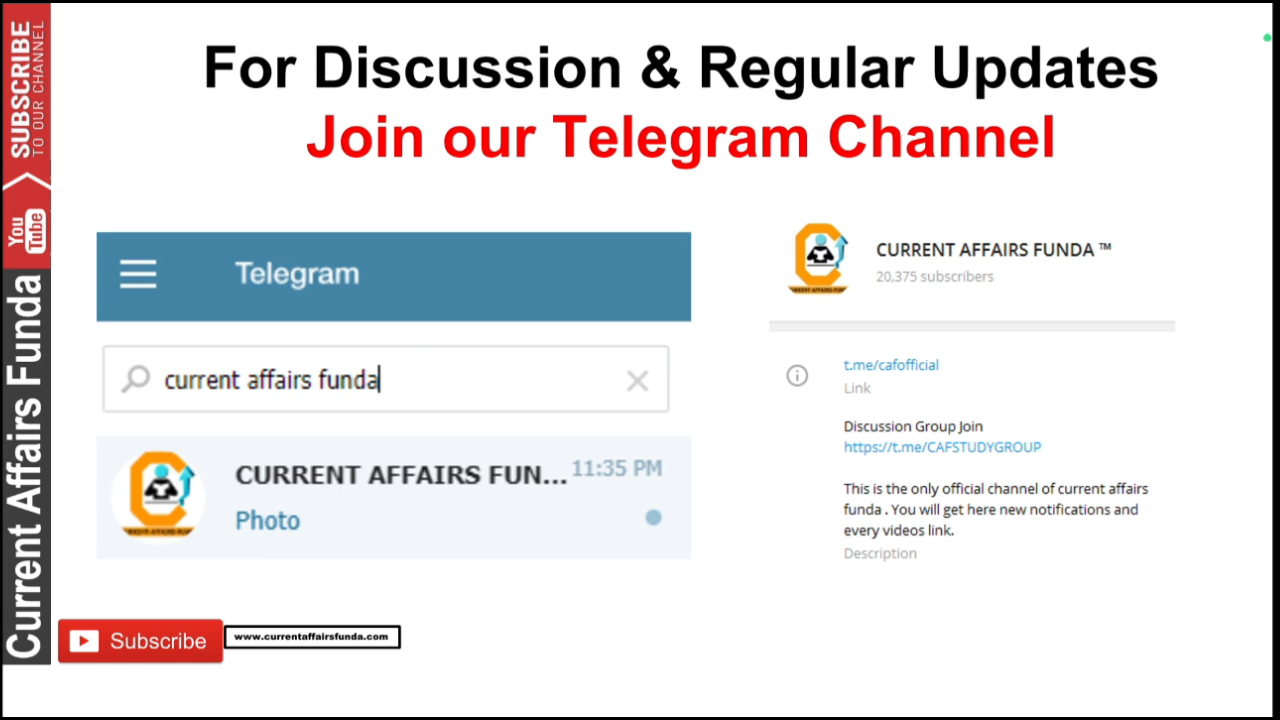 SUBSCRIBE
TO OUR CHANNEL
You
Tube
Current Affairs Funda
For Discussion & Regular Updates
Join our Telegram Channel
Telegram
current affairs funda
CURRENT AFFAIRS FUN... 11:35 PM
Photo
CURRENT AFFAIRS FUNDA ™
20,375 subscribers
t.me/cafofficial
Link
Discussion Group Join
https://t.me/CAFSTUDYGROUP
This is the only official channel of current affairs
funda . You will get here new notifications and
every videos link.
Description
Subscribe
www.currentaffairsfunda.com